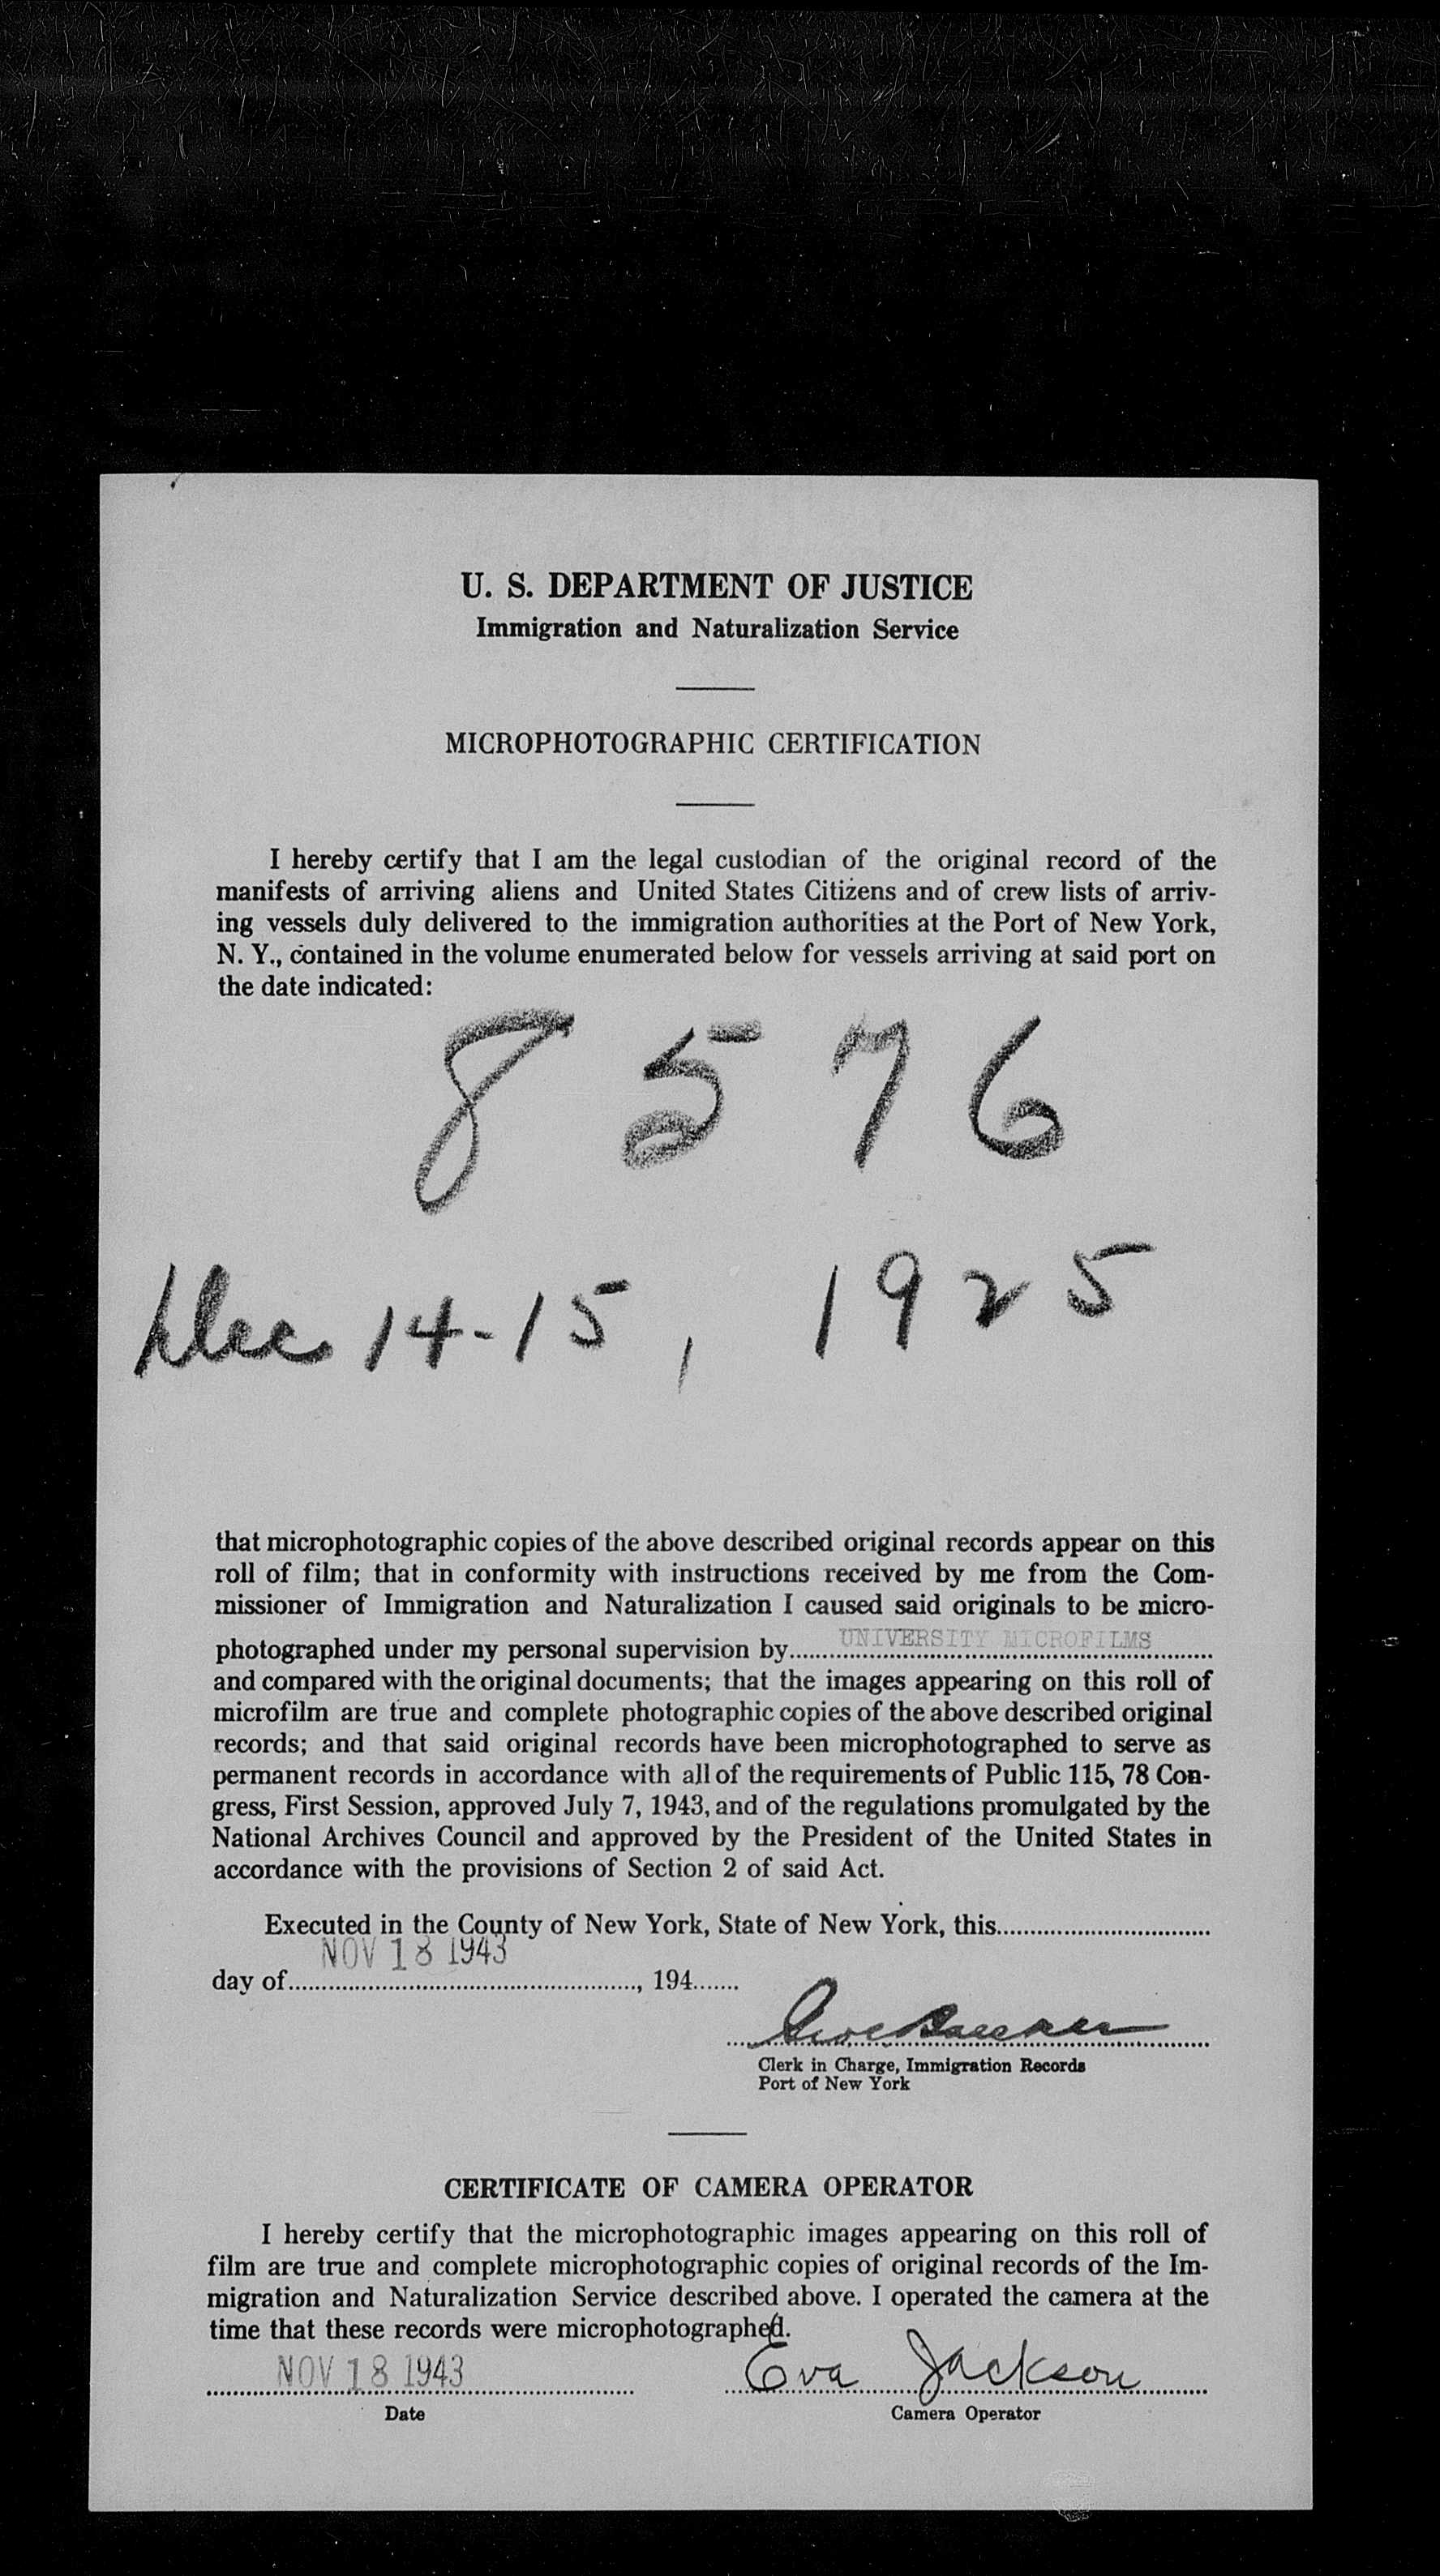 U. S. DEPARTMENT OF JUSTICE
Immigration and Naturalization Service
MICROPHOTOGRAPHIC CERTIFICATION
I hereby certify that I am the legal custodian of the original record of the
manifests of arriving aliens and United States Citizens and of crew lists of arriv-
ing vessels duly delivered to the immigration authorities at the Port of New York,
N. Y., contained in the volume enumerated below for vessels arriving at said port on
the date indicated:
8576
Dec. 14-15, 1925
that microphotographic copies of the above described original records appear on this
roll of film; that in conformity with instructions received by me from the Com-
missioner of Immigration and Naturalization I caused said originals to be micro-
photographed under my personal supervision by UNIVERSITY MICROFILMS
and compared with the original documents; that the images appearing on this roll of
microfilm are true and complete photographic copies of the above described original
records; and that said original records have been microphotographed to serve as
permanent records in accordance with all of the requirements of Public 115, 78 Con-
gress, First Session, approved July 7, 1943, and of the regulations promulgated by the
National Archives Council and approved by the President of the United States in
accordance with the provisions of Section 2 of said Act.
Executed in the County of New York, State of New York, this
NOV 18 1943
day of, 194
Clerk in Charge, Immigration Records
Port of New York
CERTIFICATE OF CAMERA OPERATOR
I hereby certify that the microphotographic images appearing on this roll of
film are true and complete microphotographic copies of original records of the Im-
migration and Naturalization Service described above. I operated the camera at the
time that these records were microphotographed.
NOV 18 1943 Eva Jackson
Date Camera Operator